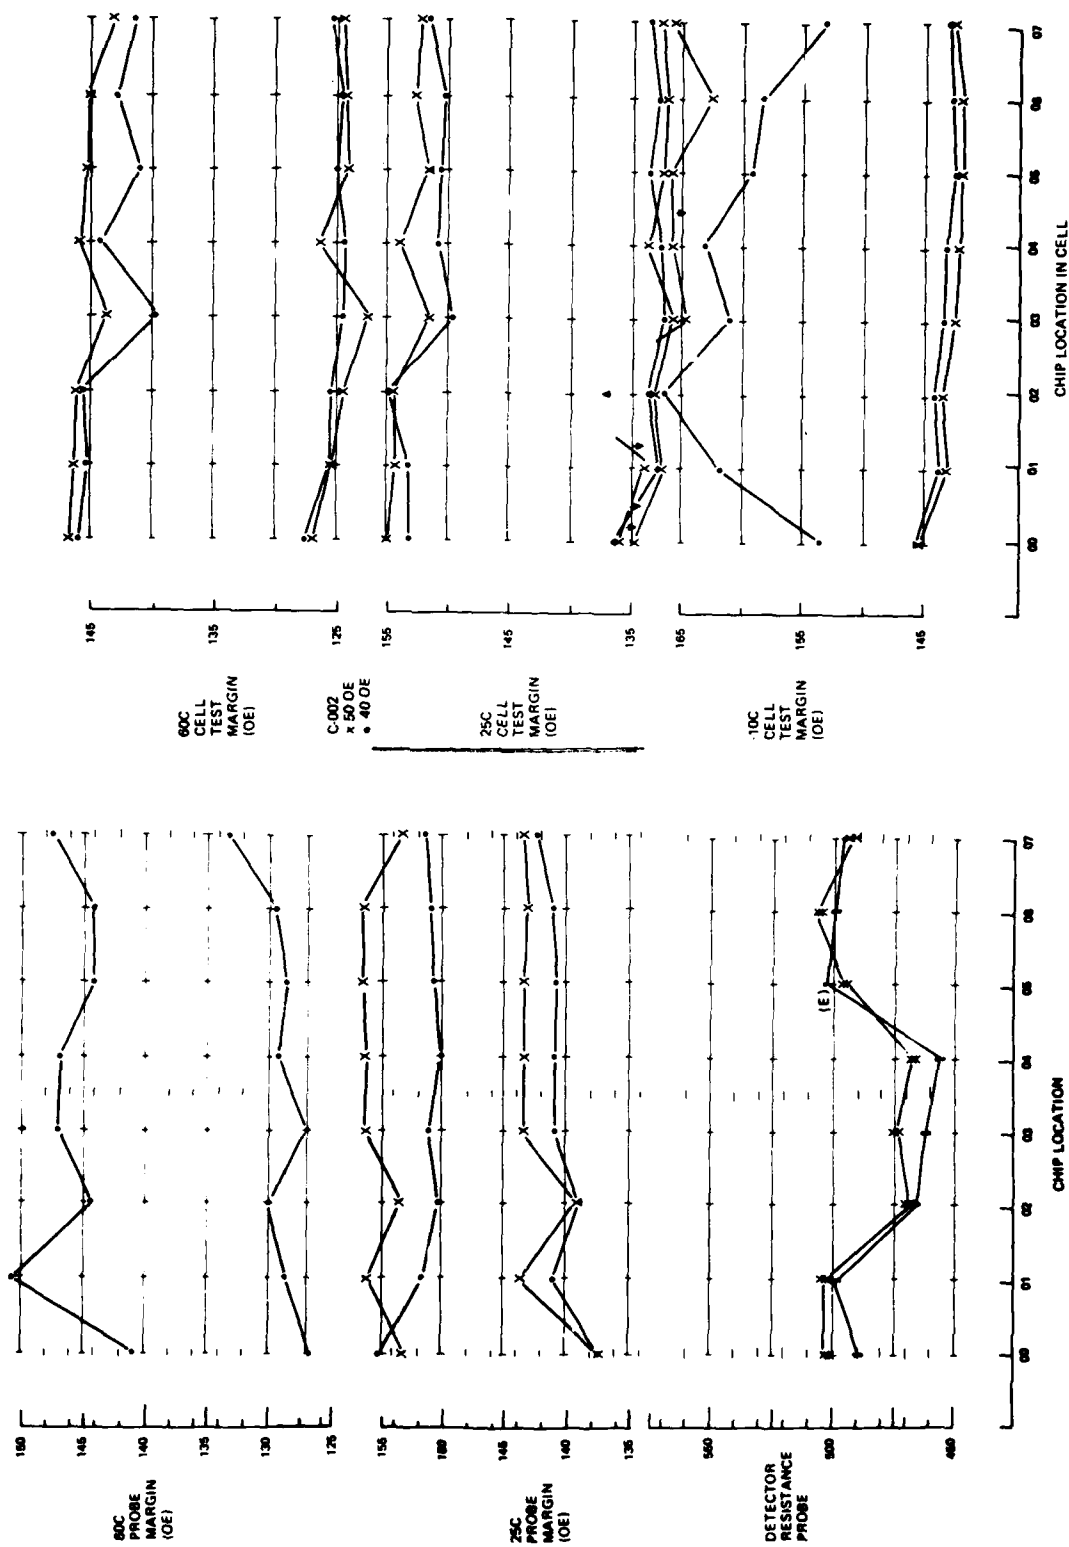 60C
CELL
TEST
MARGIN
(OE)
145
135
125
C-002
x 50 OE
• 40 OE
25C
CELL
TEST
MARGIN
(OE)
155
145
135
-10C
CELL
TEST
MARGIN
(OE)
165
155
145
00
01
02
03
04
05
06
07
CHIP LOCATION IN CELL
60C
PROBE
MARGIN
(OE)
150
145
140
135
130
125
25C
PROBE
MARGIN
(OE)
155
150
145
140
135
DETECTOR
RESISTANCE
PROBE
550
500
450
(E)
00
01
02
03
04
05
06
07
CHIP LOCATION